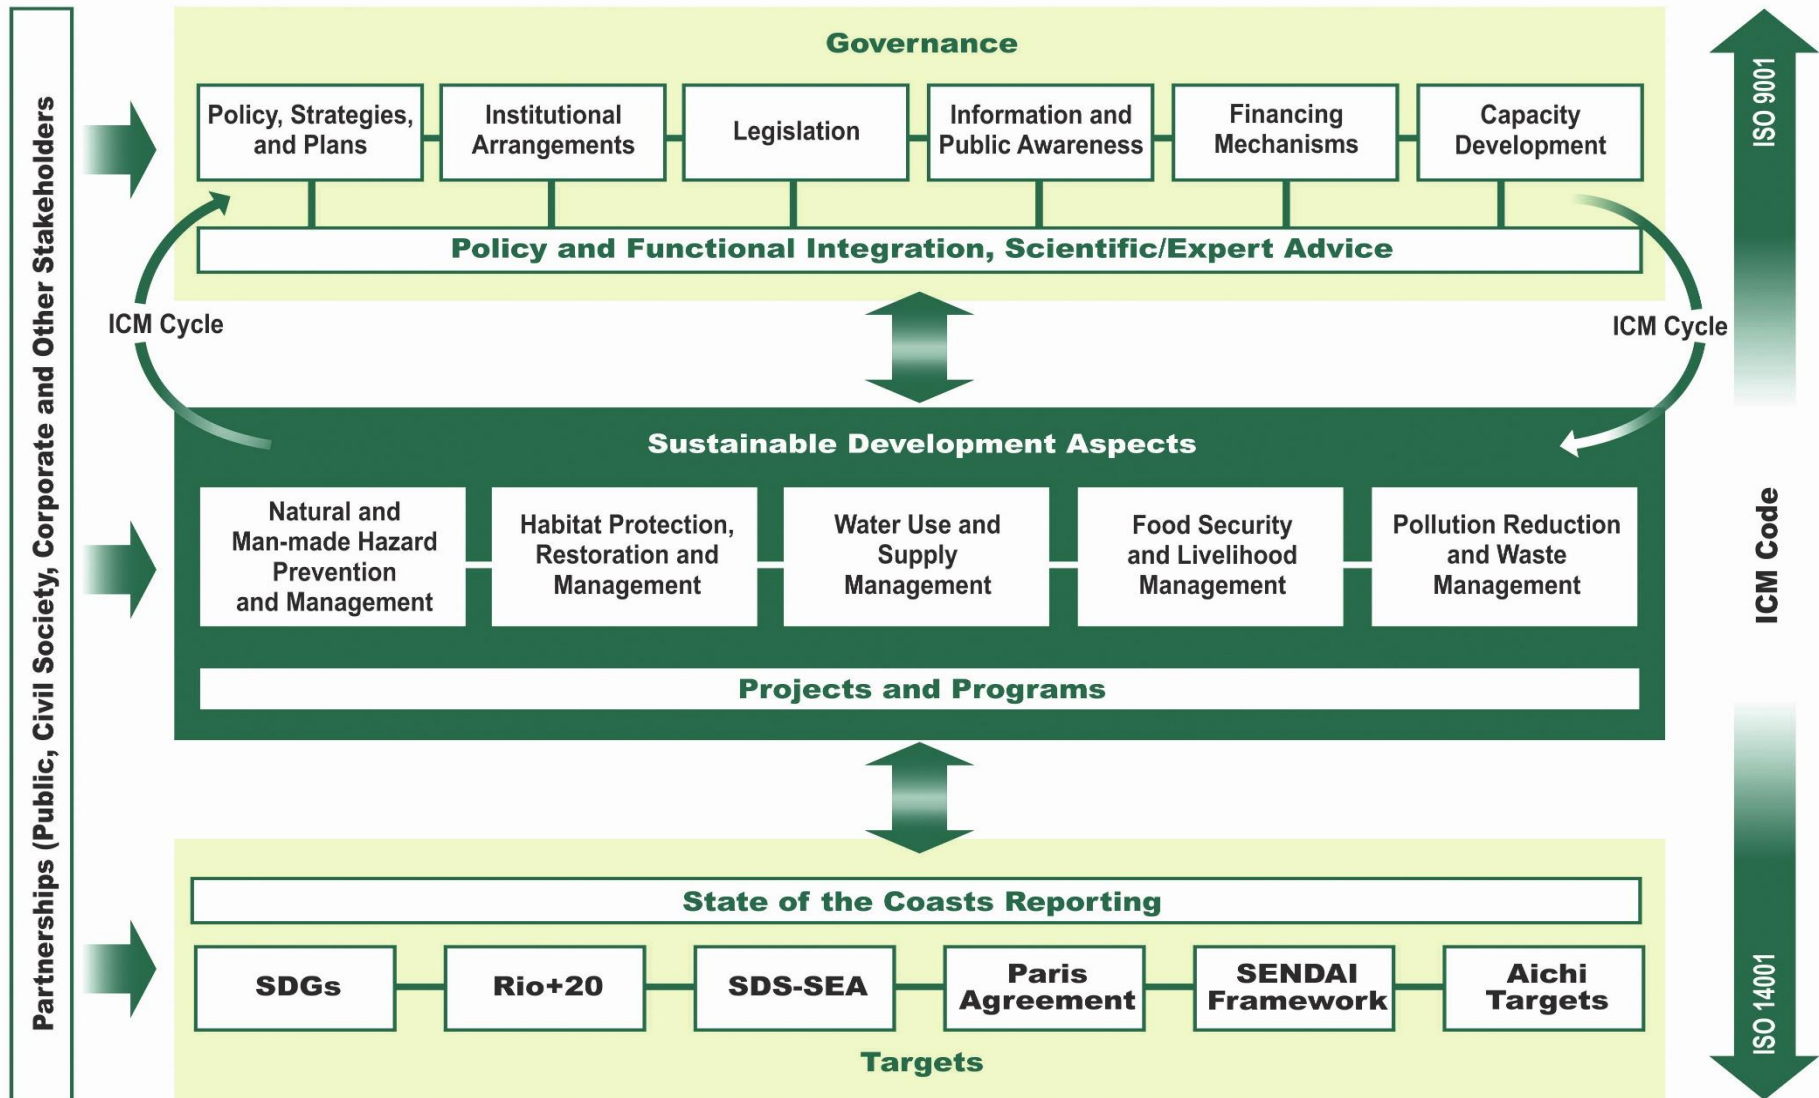 Partnerships (Public, Civil Society, Corporate and Other Stakeholders
Governance
Policy, Strategies,
and Plans
Institutional
Arrangements
Legislation
Information and
Public Awareness
Financing
Mechanisms
Capacity
Development
Policy and Functional Integration, Scientific/Expert Advice
ICM Cycle
ICM Cycle
Sustainable Development Aspects
Natural and
Man-made Hazard
Prevention
and Management
Habitat Protection,
Restoration and
Management
Water Use and
Supply
Management
Food Security
and Livelihood
Management
Pollution Reduction
and Waste
Management
Projects and Programs
State of the Coasts Reporting
SDGs
Rio+20
SDS-SEA
Paris
Agreement
SENDAI
Framework
Aichi
Targets
Targets
ISO 9001
ICM Code
ISO 14001